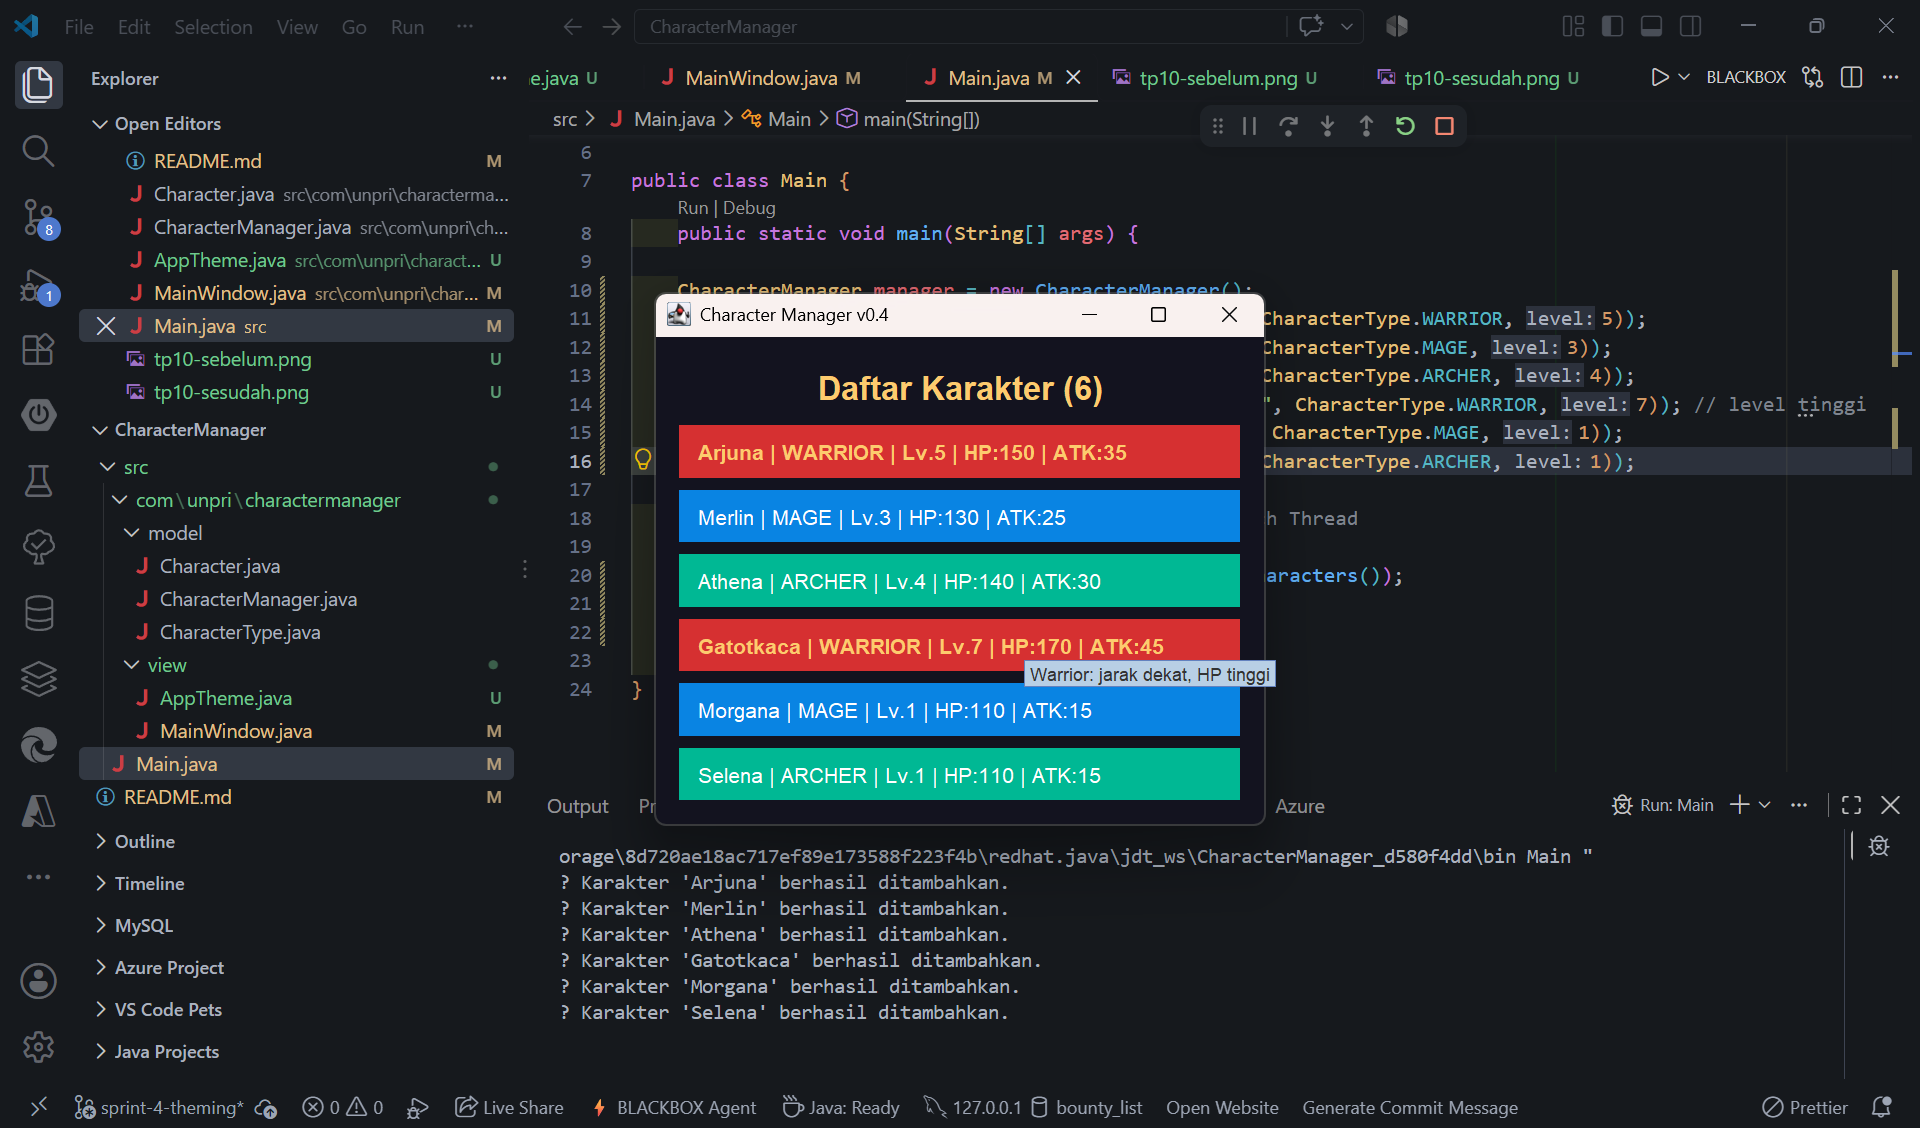 File Edit Selection View Go Run ···
CharacterManager
Explorer
e.java U
MainWindow.java M
Main.java M
tp10-sebelum.png U
tp10-sesudah.png U
BLACKBOX
src > Main.java > Main > main(String[])
Open Editors
README.md M
Character.java src\com\unpri\characterma...
CharacterManager.java src\com\unpri\ch...
AppTheme.java src\com\unpri\charact... U
MainWindow.java src\com\unpri\char... M
Main.java src M
tp10-sebelum.png U
tp10-sesudah.png U
CharacterManager
src
com\unpri\charactermanager
model
Character.java
CharacterManager.java
CharacterType.java
view
AppTheme.java U
MainWindow.java M
Main.java M
README.md M
Outline
Timeline
MySQL
Azure Project
VS Code Pets
Java Projects
8
1
6
7 public class Main {
Run | Debug
8 public static void main(String[] args) {
9
10 CharacterManager manager = new CharacterManager();
11 CharacterType.WARRIOR, level: 5));
12 CharacterType.MAGE, level: 3));
13 CharacterType.ARCHER, level: 4));
14 ", CharacterType.WARRIOR, level: 7)); // level tinggi
15 CharacterType.MAGE, level: 1));
16 CharacterType.ARCHER, level: 1));
17
18 h Thread
19
20 aracters());
21
22
23
24 }
Character Manager v0.4
Daftar Karakter (6)
Arjuna | WARRIOR | Lv.5 | HP:150 | ATK:35
Merlin | MAGE | Lv.3 | HP:130 | ATK:25
Athena | ARCHER | Lv.4 | HP:140 | ATK:30
Gatotkaca | WARRIOR | Lv.7 | HP:170 | ATK:45
Warrior: jarak dekat, HP tinggi
Morgana | MAGE | Lv.1 | HP:110 | ATK:15
Selena | ARCHER | Lv.1 | HP:110 | ATK:15
Output Pr Azure
Run: Main
orage\8d720ae18ac717ef89e173588f223f4b\redhat.java\jdt_ws\CharacterManager_d580f4dd\bin Main "
? Karakter 'Arjuna' berhasil ditambahkan.
? Karakter 'Merlin' berhasil ditambahkan.
? Karakter 'Athena' berhasil ditambahkan.
? Karakter 'Gatotkaca' berhasil ditambahkan.
? Karakter 'Morgana' berhasil ditambahkan.
? Karakter 'Selena' berhasil ditambahkan.
sprint-4-theming* 0 0 Live Share BLACKBOX Agent Java: Ready 127.0.0.1 bounty_list Open Website Generate Commit Message Prettier